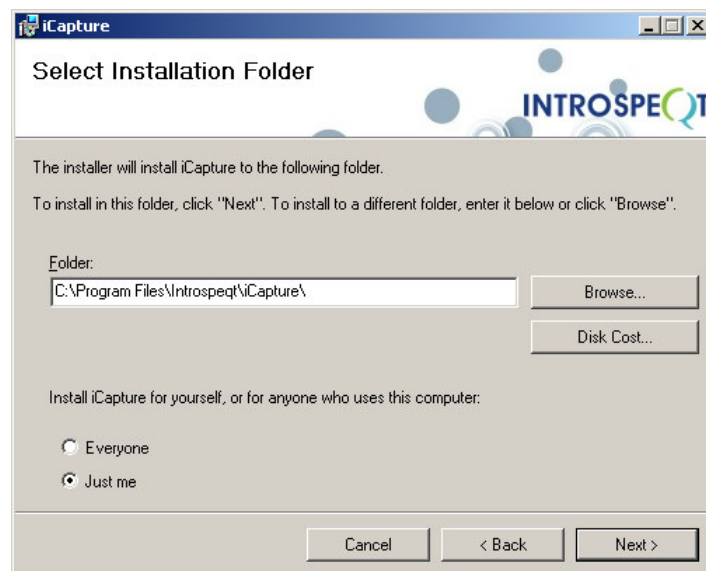 iCapture
Select Installation Folder
INTROSPEQT
The installer will install iCapture to the following folder.
To install in this folder, click "Next". To install to a different folder, enter it below or click "Browse".
Folder:
C:\Program Files\Introspeqt\iCapture\
Browse...
Disk Cost...
Install iCapture for yourself, or for anyone who uses this computer:
Everyone
Just me
Cancel
< Back
Next >